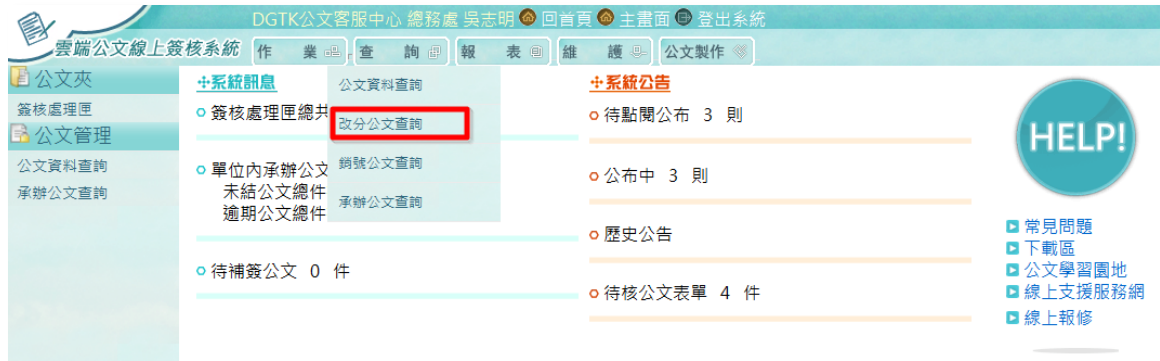 DGTK公文客服中心 總務處 吳志明 回首頁 主畫面 登出系統
雲端公文線上簽核系統 作 業 查 詢 報 表 維 護 公文製作
公文夾
簽核處理匣
公文管理
公文資料查詢
承辦公文查詢
系統訊息
簽核處理匣總共
單位內承辦公文
未結公文總件
逾期公文總件
待補簽公文 0 件
公文資料查詢
改分公文查詢
銷號公文查詢
承辦公文查詢
系統公告
待點閱公布 3 則
公布中 3 則
歷史公告
待核公文表單 4 件
HELP!
常見問題
下載區
公文學習園地
線上支援服務網
線上報修